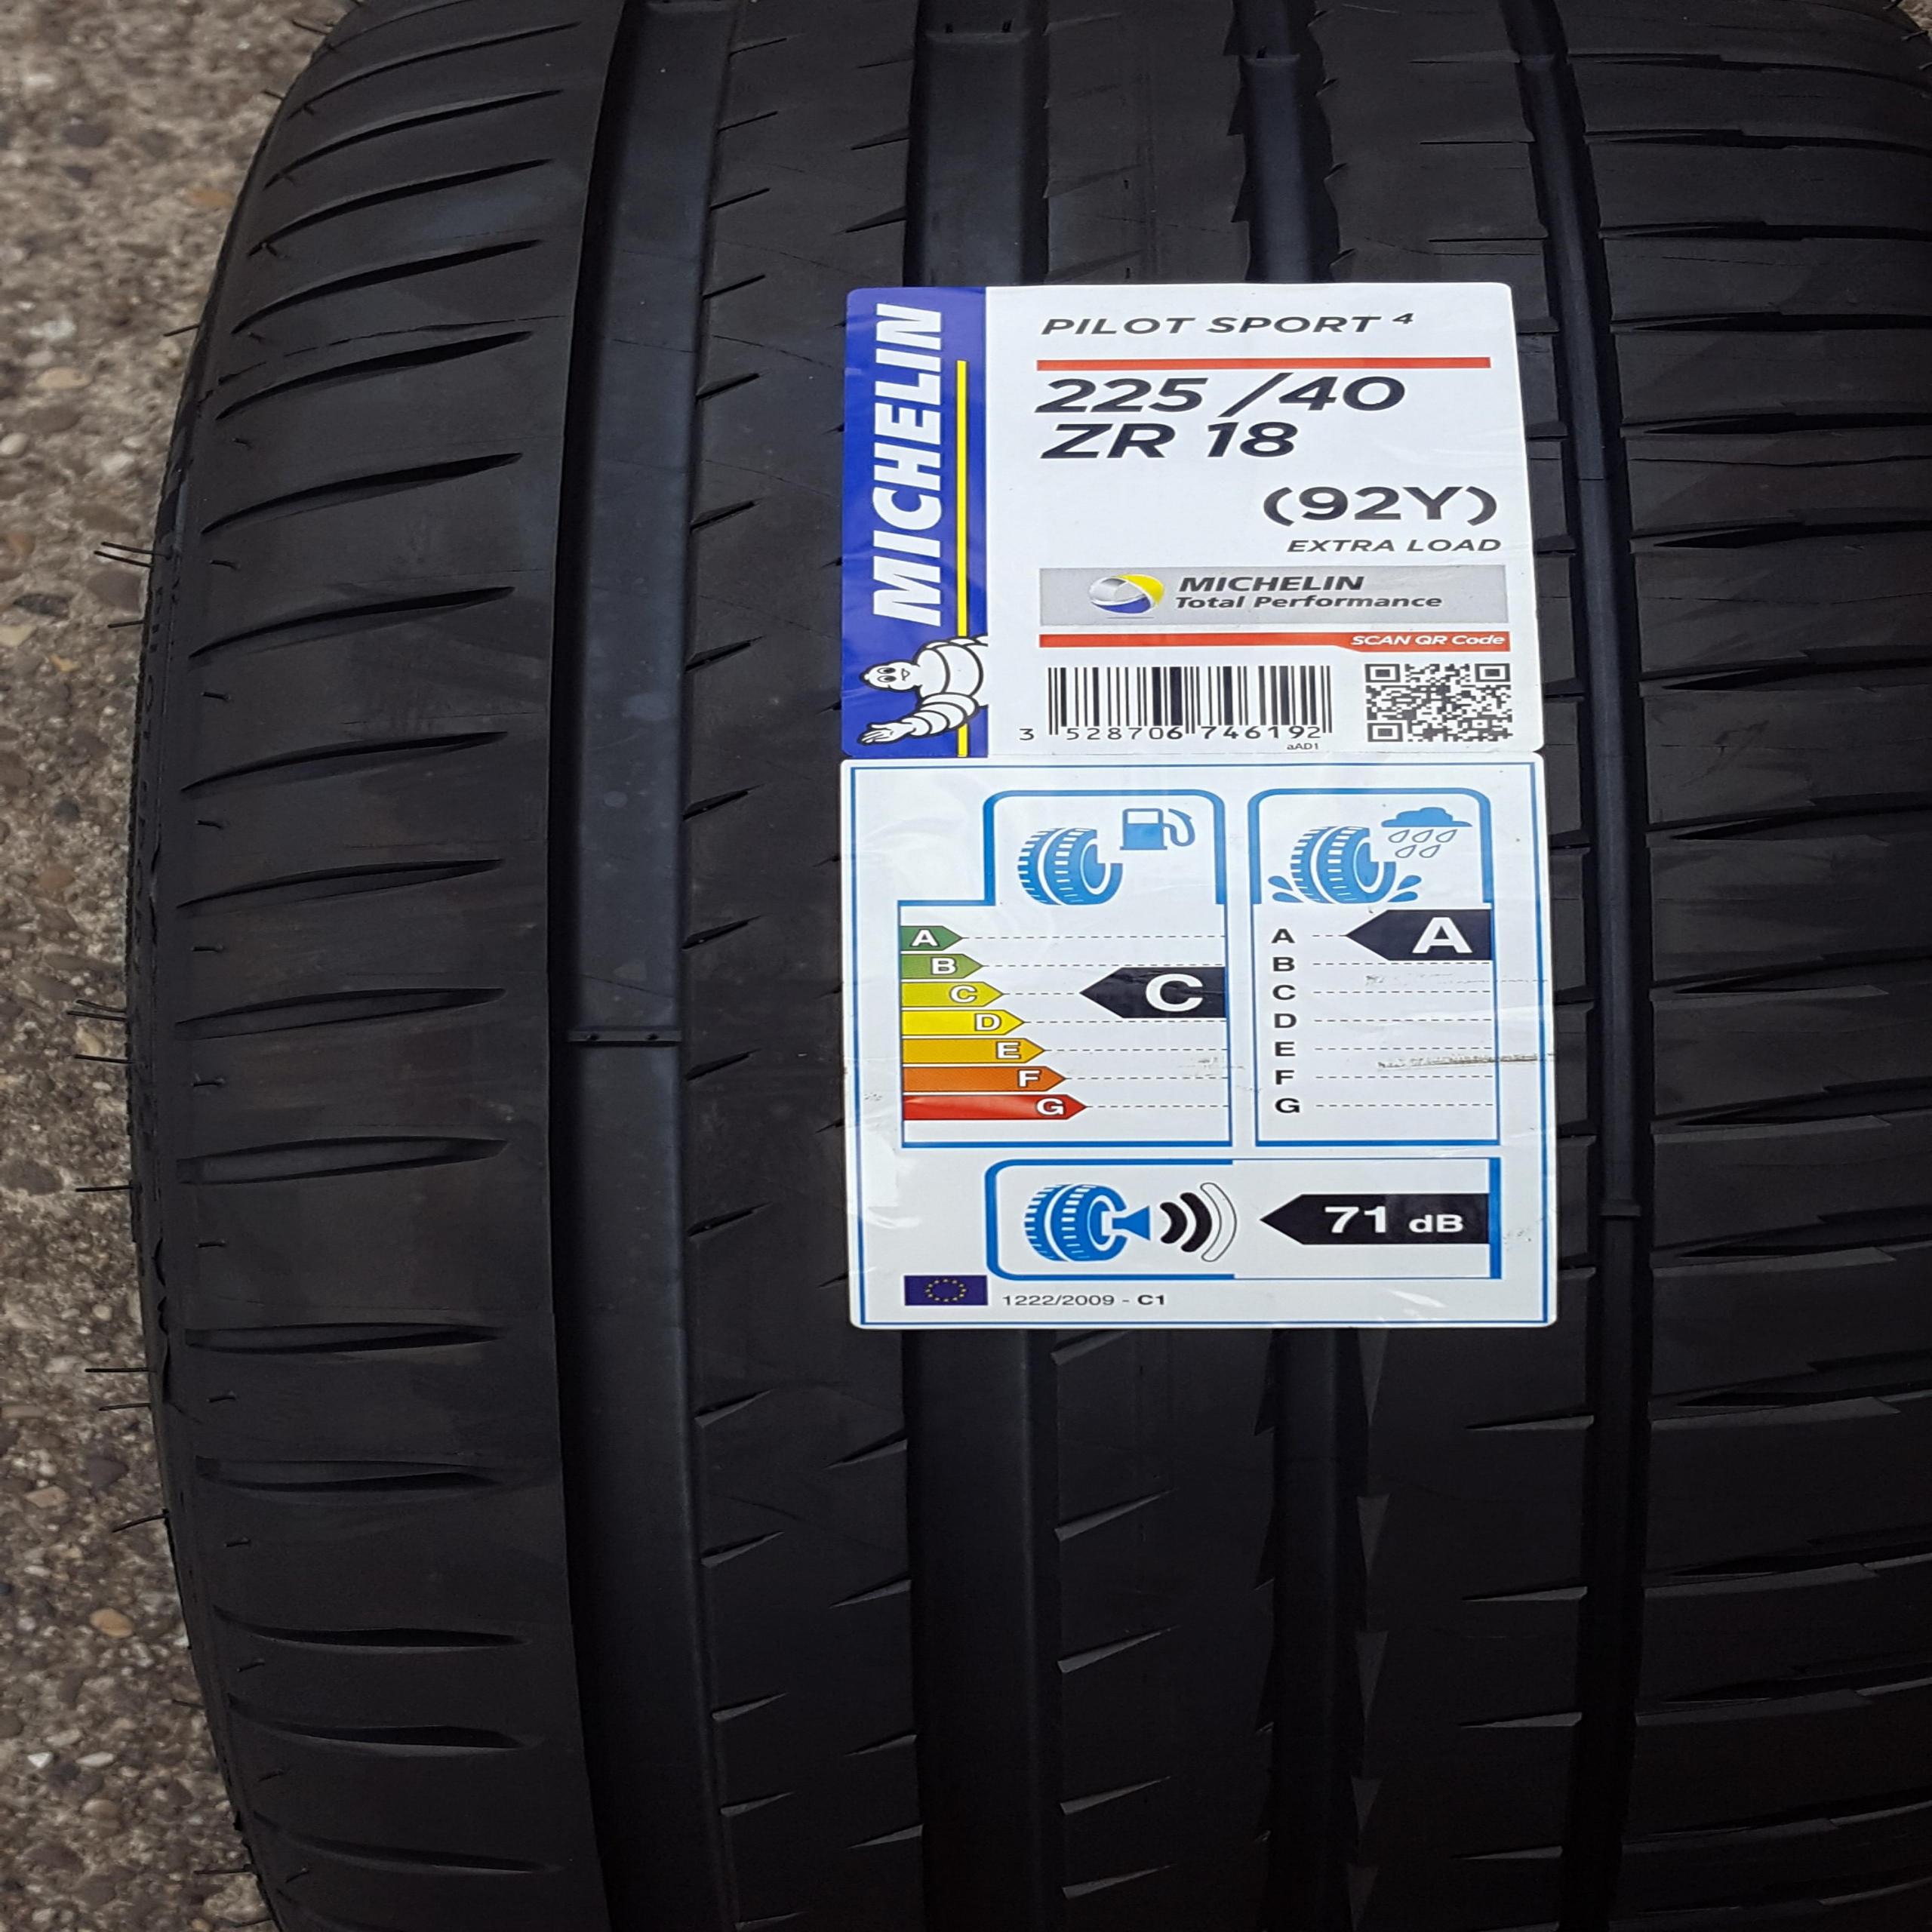 MICHELIN
PILOT SPORT 4
225 /40
ZR 18
(92Y)
EXTRA LOAD
MICHELIN
Total Performance
SCAN QR Code
3 528706 746192
aAD1
A
B
C
D
E
F
G
C
A
B
C
D
E
F
G
A
71 dB
1222/2009 - C1